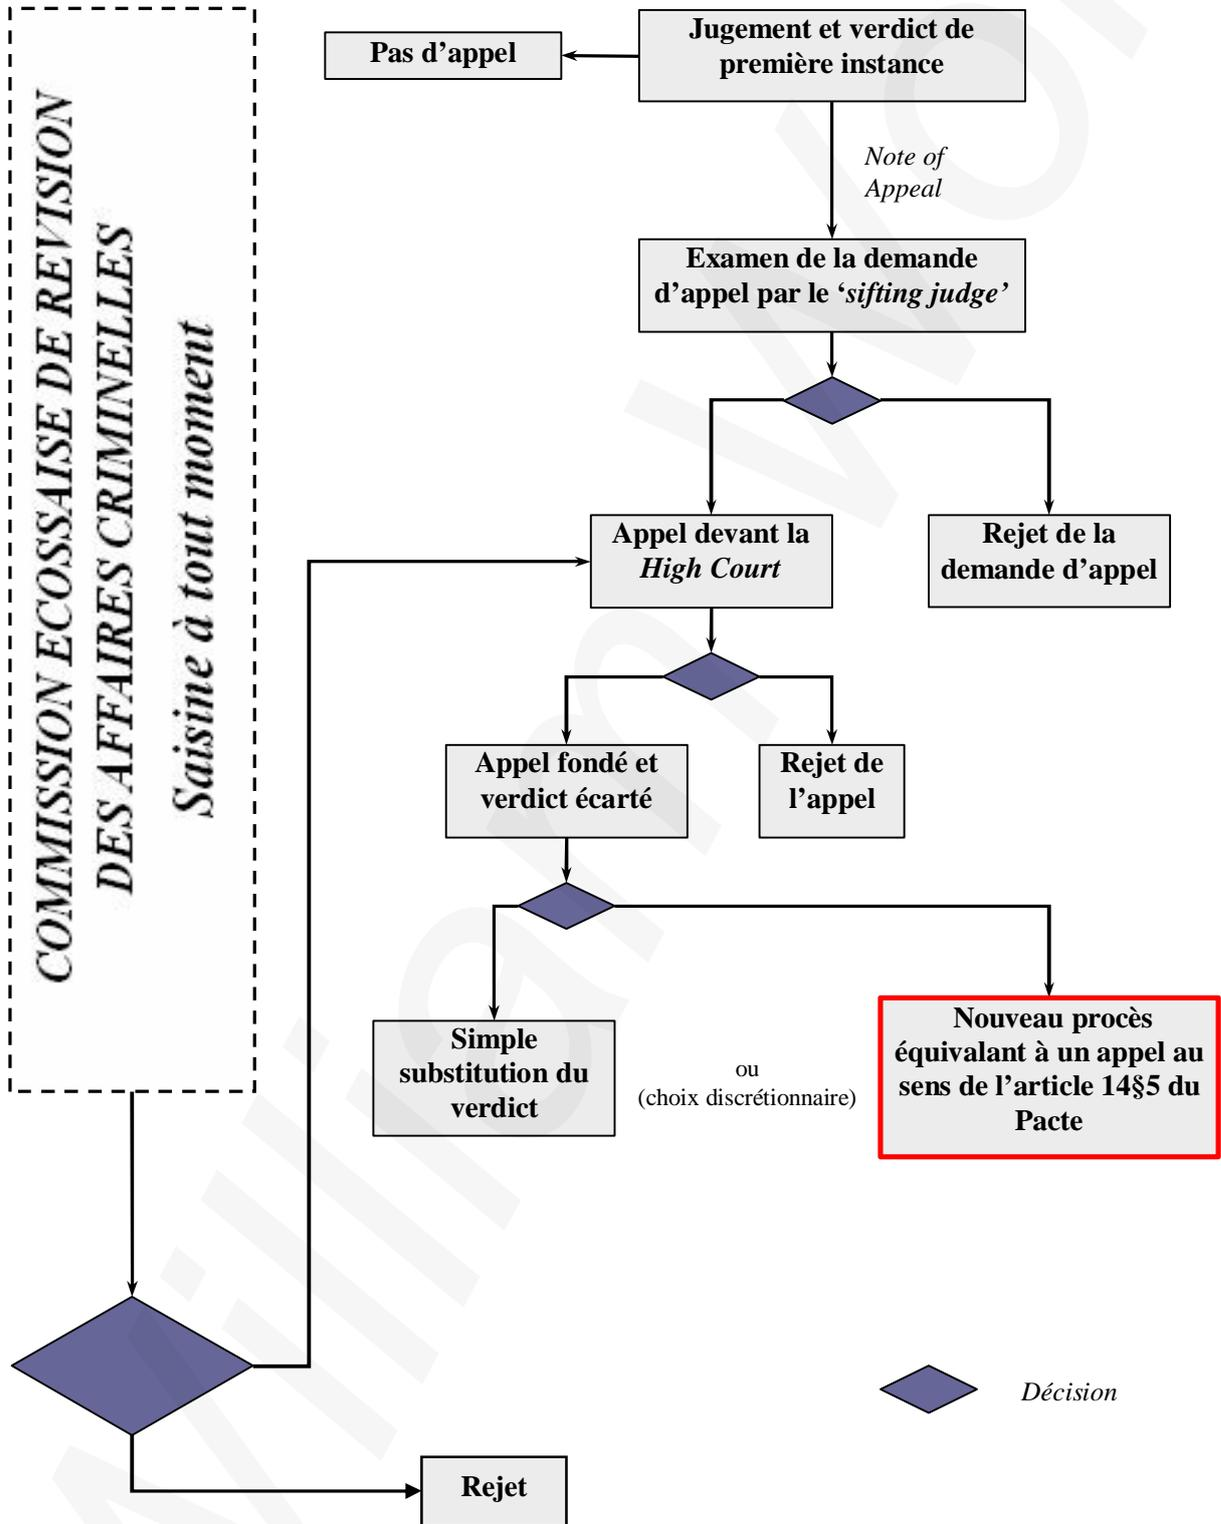 COMMISSION ECOSSAISE DE REVISION
DES AFFAIRES CRIMINELLES
Saisine à tout moment
Pas d’appel
Jugement et verdict de
première instance
Note of
Appeal
Examen de la demande
d’appel par le ‘sifting judge’
Appel devant la
High Court
Rejet de la
demande d’appel
Appel fondé et
verdict écarté
Rejet de
l’appel
Simple
substitution du
verdict
ou
(choix discrétionnaire)
Nouveau procès
équivalant à un appel au
sens de l’article 14§5 du
Pacte
Décision
Rejet